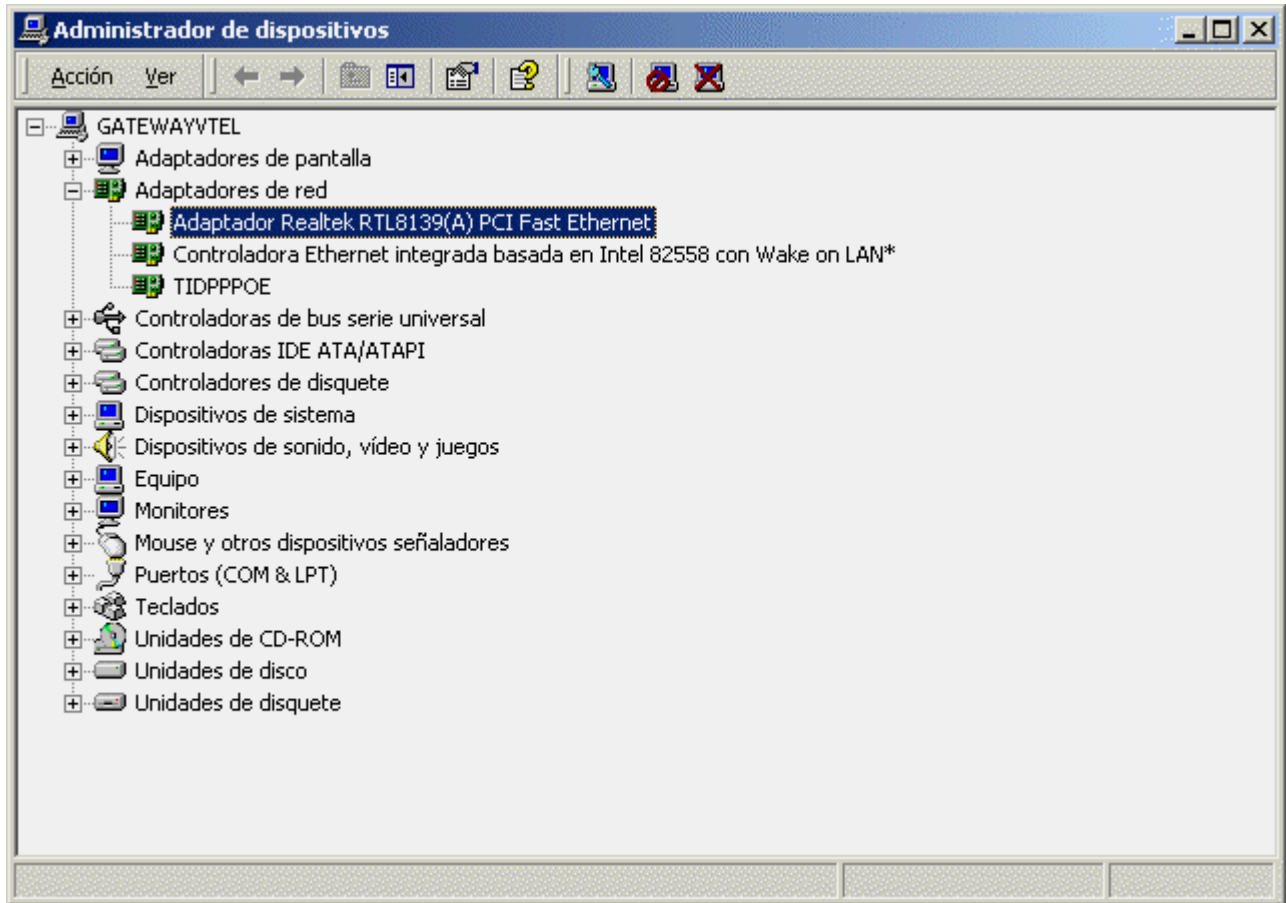 Administrador de dispositivos
Acción Ver
GATEWAYVTEL
Adaptadores de pantalla
Adaptadores de red
Adaptador Realtek RTL8139(A) PCI Fast Ethernet
Controladora Ethernet integrada basada en Intel 82558 con Wake on LAN*
TIDPPPOE
Controladoras de bus serie universal
Controladoras IDE ATA/ATAPI
Controladores de disquete
Dispositivos de sistema
Dispositivos de sonido, vídeo y juegos
Equipo
Monitores
Mouse y otros dispositivos señaladores
Puertos (COM & LPT)
Teclados
Unidades de CD-ROM
Unidades de disco
Unidades de disquete